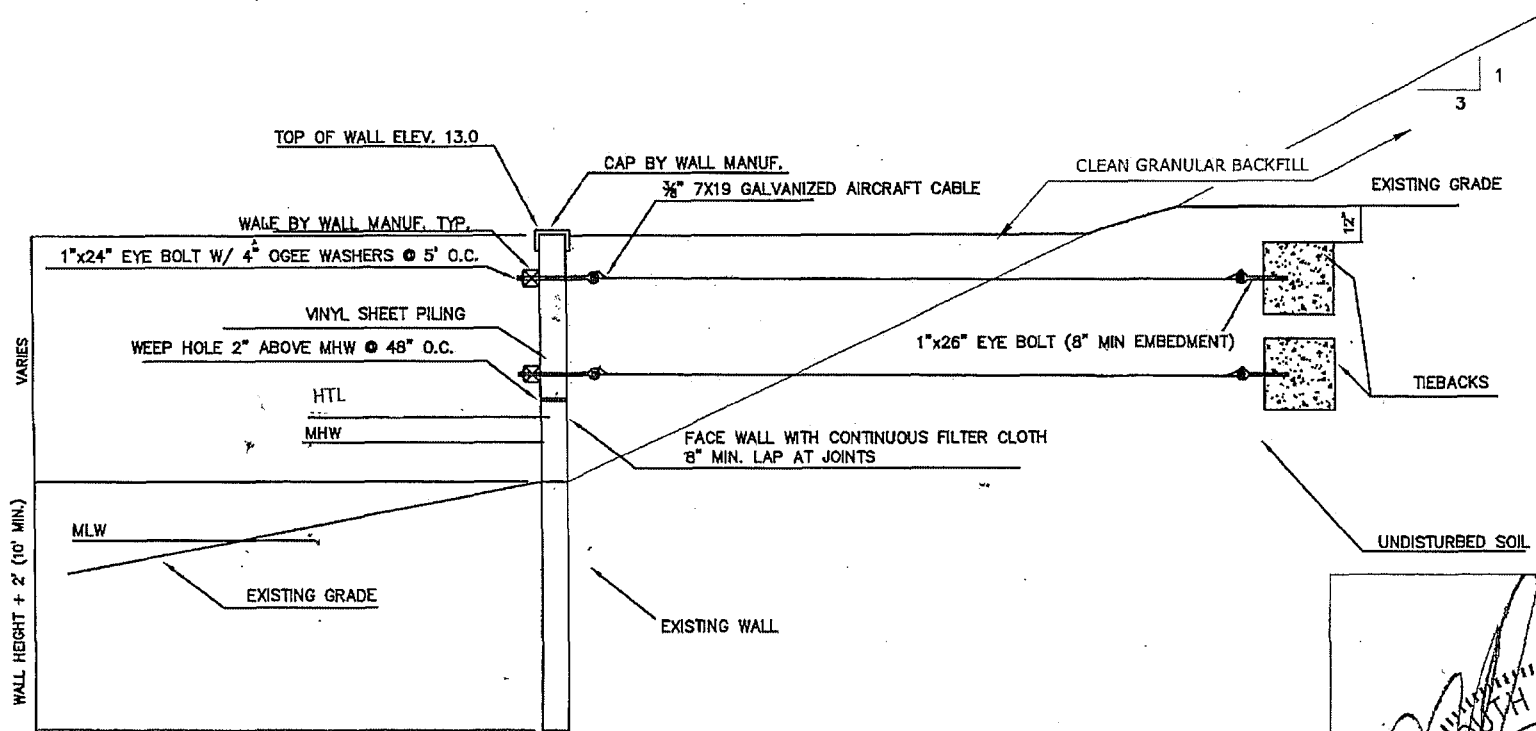 1
3
TOP OF WALL ELEV. 13.0
CAP BY WALL MANUF.
CLEAN GRANULAR BACKFILL
3/8" 7X19 GALVANIZED AIRCRAFT CABLE
EXISTING GRADE
WALE BY WALL MANUF. TYP.
12"
1"x24" EYE BOLT W/ 4" OGEE WASHERS @ 5' O.C.
VINYL SHEET PILING
1"x26" EYE BOLT (8" MIN EMBEDMENT)
WEEP HOLE 2" ABOVE MHW @ 48" O.C.
VARIES
TIEBACKS
HTL
MHW
FACE WALL WITH CONTINUOUS FILTER CLOTH
8" MIN. LAP AT JOINTS
MLW
UNDISTURBED SOIL
EXISTING GRADE
EXISTING WALL
WALL HEIGHT + 2' (10' MIN.)